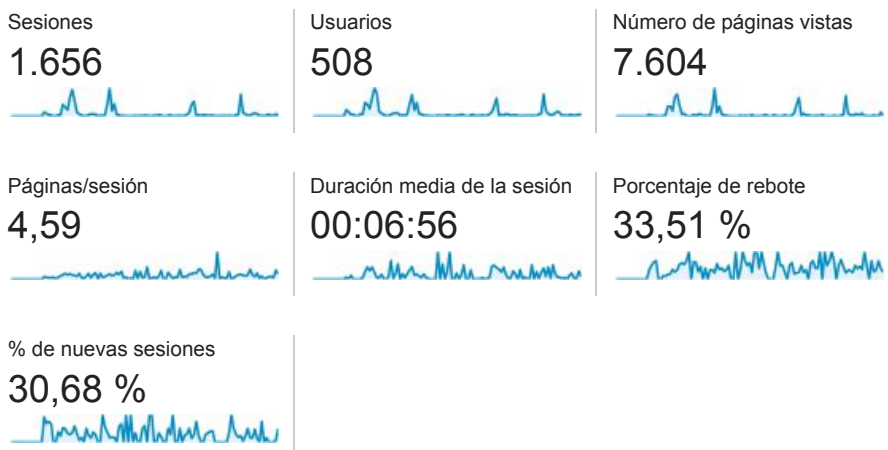 Sesiones
1.656
Usuarios
508
Número de páginas vistas
7.604
Páginas/sesión
4,59
Duración media de la sesión
00:06:56
Porcentaje de rebote
33,51 %
% de nuevas sesiones
30,68 %